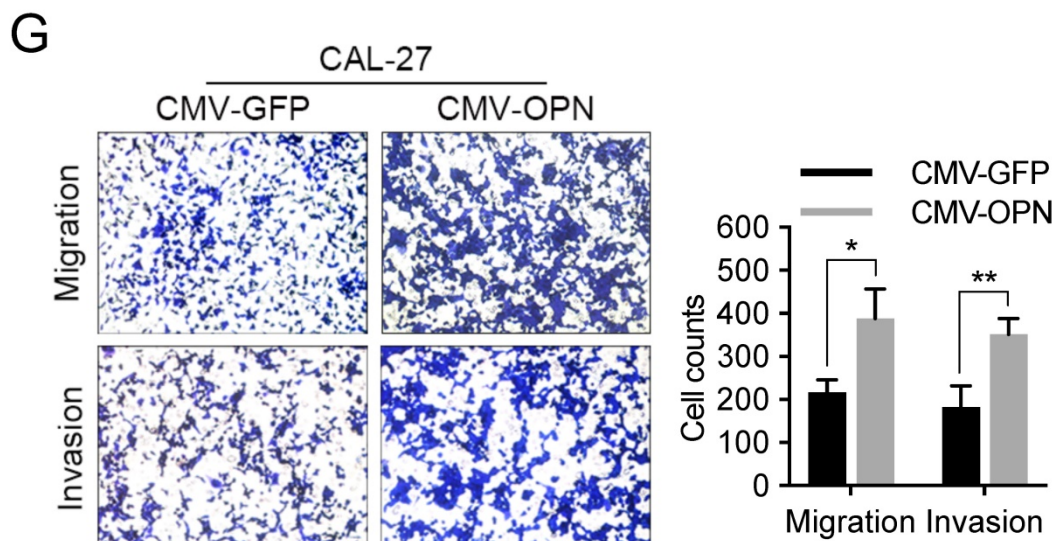 G
CAL-27
CMV-GFP CMV-OPN
Migration
Invasion
CMV-GFP
CMV-OPN
Cell counts
600
500
400
300
200
100
0
*
**
Migration Invasion